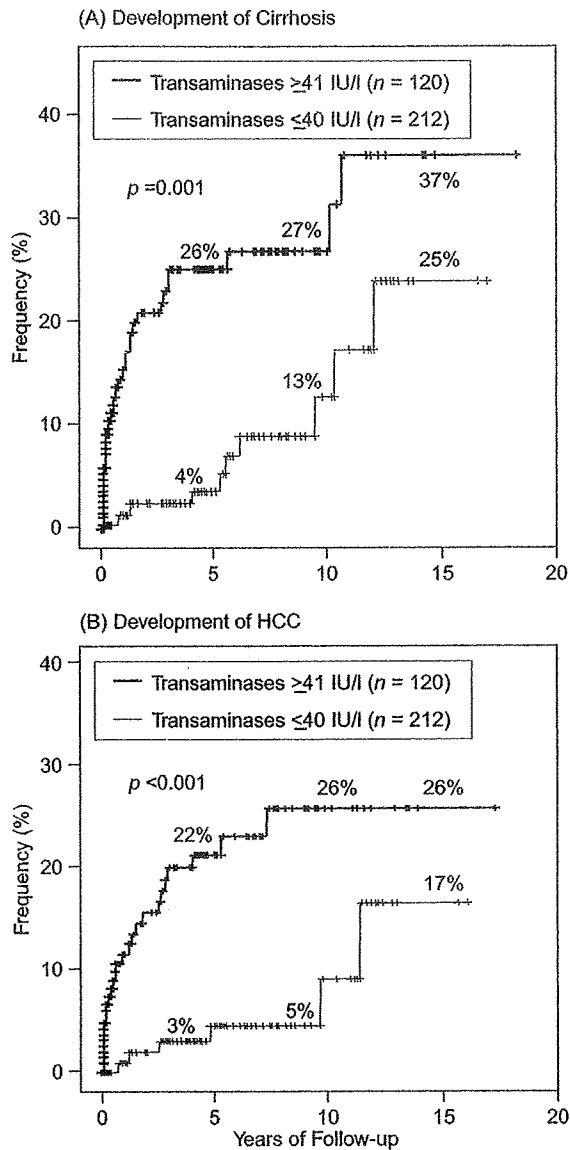 (A) Development of Cirrhosis
Transaminases ≥41 IU/l (n = 120)
Transaminases ≤40 IU/l (n = 212)
p =0.001
26%
27%
37%
4%
13%
25%
Frequency (%)
40
30
20
10
0
0 5 10 15 20
(B) Development of HCC
Transaminases ≥41 IU/l (n = 120)
Transaminases ≤40 IU/l (n = 212)
p <0.001
22%
26%
26%
3%
5%
17%
Frequency (%)
40
30
20
10
0
0 5 10 15 20
Years of Follow-up